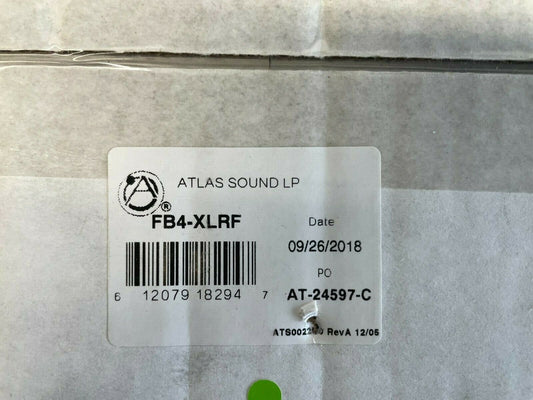 ATLAS SOUND LP
®
FB4-XLRF
Date
09/26/2018
PO
6 12079 18294 7
AT-24597-C
RevA 12/05